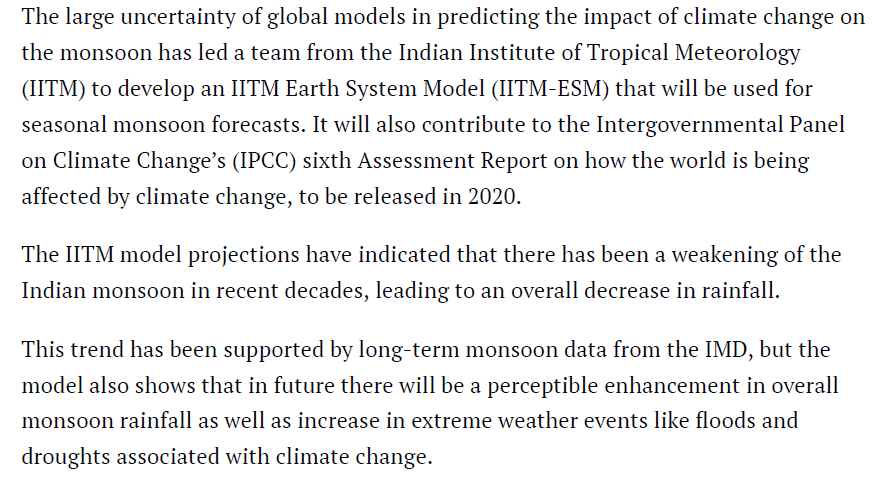 The large uncertainty of global models in predicting the impact of climate change on
the monsoon has led a team from the Indian Institute of Tropical Meteorology
(IITM) to develop an IITM Earth System Model (IITM-ESM) that will be used for
seasonal monsoon forecasts. It will also contribute to the Intergovernmental Panel
on Climate Change’s (IPCC) sixth Assessment Report on how the world is being
affected by climate change, to be released in 2020.
The IITM model projections have indicated that there has been a weakening of the
Indian monsoon in recent decades, leading to an overall decrease in rainfall.
This trend has been supported by long-term monsoon data from the IMD, but the
model also shows that in future there will be a perceptible enhancement in overall
monsoon rainfall as well as increase in extreme weather events like floods and
droughts associated with climate change.